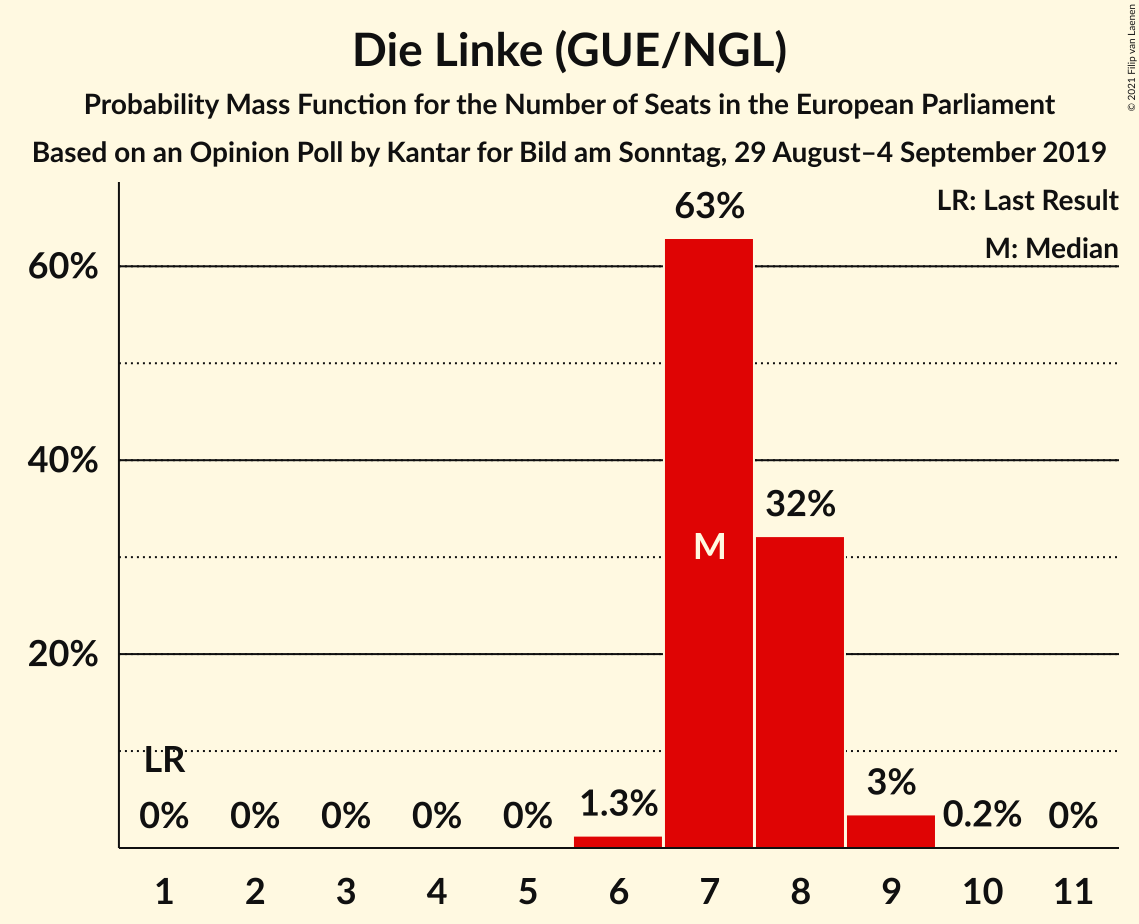 Die Linke (GUE/NGL)
Probability Mass Function for the Number of Seats in the European Parliament
Based on an Opinion Poll by Kantar for Bild am Sonntag, 29 August–4 September 2019
© 2021 Filip van Laenen
LR: Last Result
M: Median
63%
60%
40%
32%
M
20%
LR
0%
0%
0%
0%
0%
1.3%
3%
0.2%
0%
1 2 3 4 5 6 7 8 9 10 11